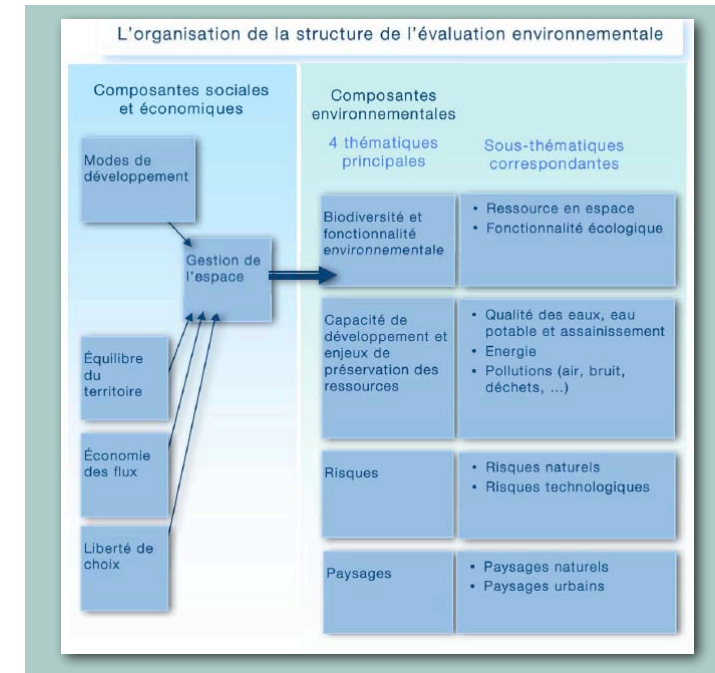 L'organisation de la structure de l'évaluation environnementale
Composantes sociales
et économiques
Modes de
développement
Gestion de
l'espace
Équilibre
du
territoire
Économie
des flux
Liberté de
choix
Composantes
environnementales
4 thématiques
principales
Sous-thématiques
correspondantes
Biodiversité et
fonctionnalité
environnementale
• Ressource en espace
• Fonctionnalité écologique
Capacité de
développement et
enjeux de
préservation des
ressources
• Qualité des eaux, eau
potable et assainissement
• Energie
• Pollutions (air, bruit,
déchets, ...)
Risques
• Risques naturels
• Risques technologiques
Paysages
• Paysages naturels
• Paysages urbains